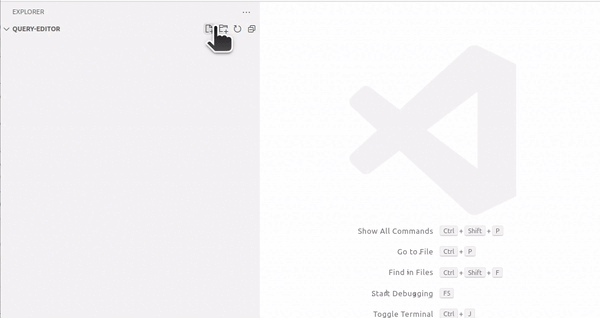 EXPLORER
QUERY-EDITOR
Show All Commands Ctrl + Shift + P
Go to File Ctrl + P
Find in Files Ctrl + Shift + F
Start Debugging F5
Toggle Terminal Ctrl + J